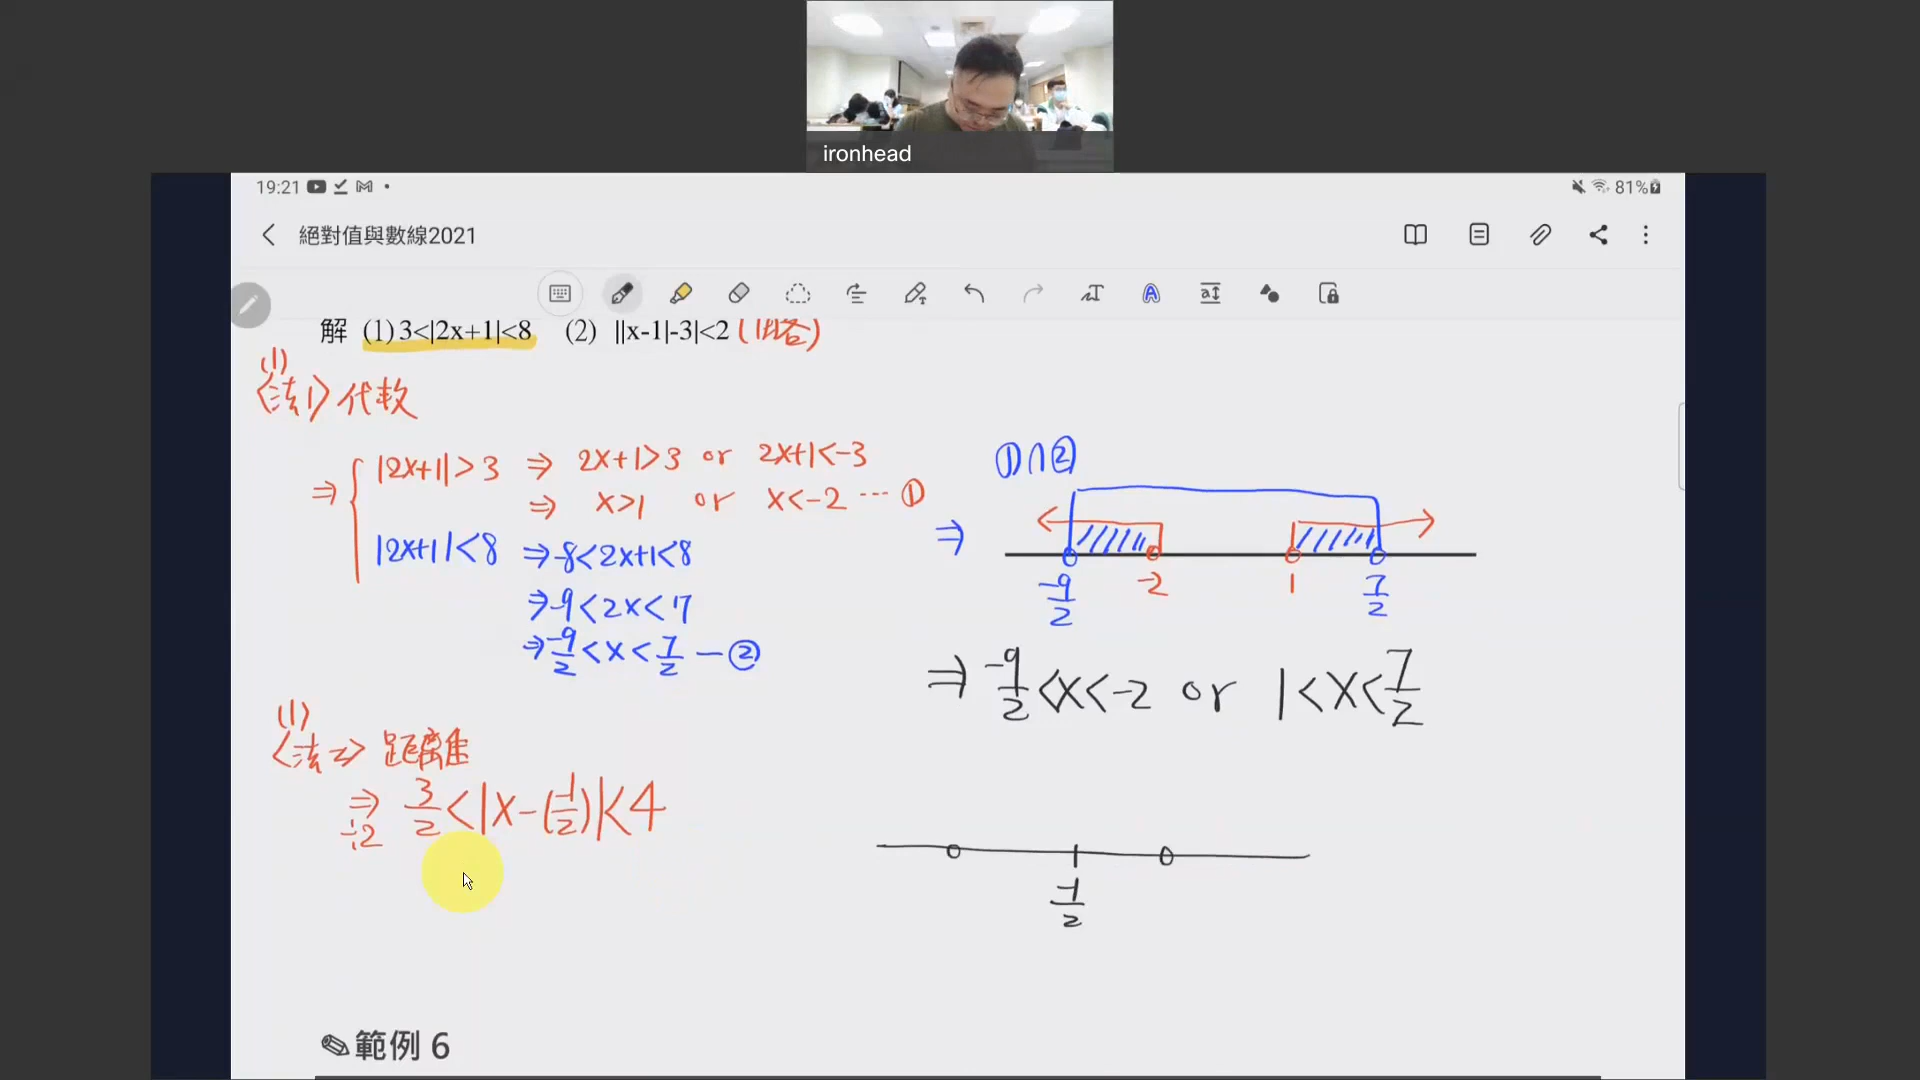 ironhead
19:21
81%
絕對值與數線2021
解 (1) 3<|2x+1|<8 (2) ||x-1|-3|<2
(1)
〈法1〉代數
⇒ |2x+1|>3 ⇒ 2x+1>3 or 2x+1<-3
⇒ x>1 or x<-2 ⋯ ①
|2x+1|<8 ⇒ -8<2x+1<8
⇒ -9<2x<7
⇒ -9/2<x<7/2 — ②
①∩②
⇒
-9/2 -2 1 7/2
⇒ -9/2<x<-2 or 1<x<7/2
(1)
〈法2〉距離
⇒ 3/2<|x-(-1/2)|<4
÷2
-1/2
範例 6